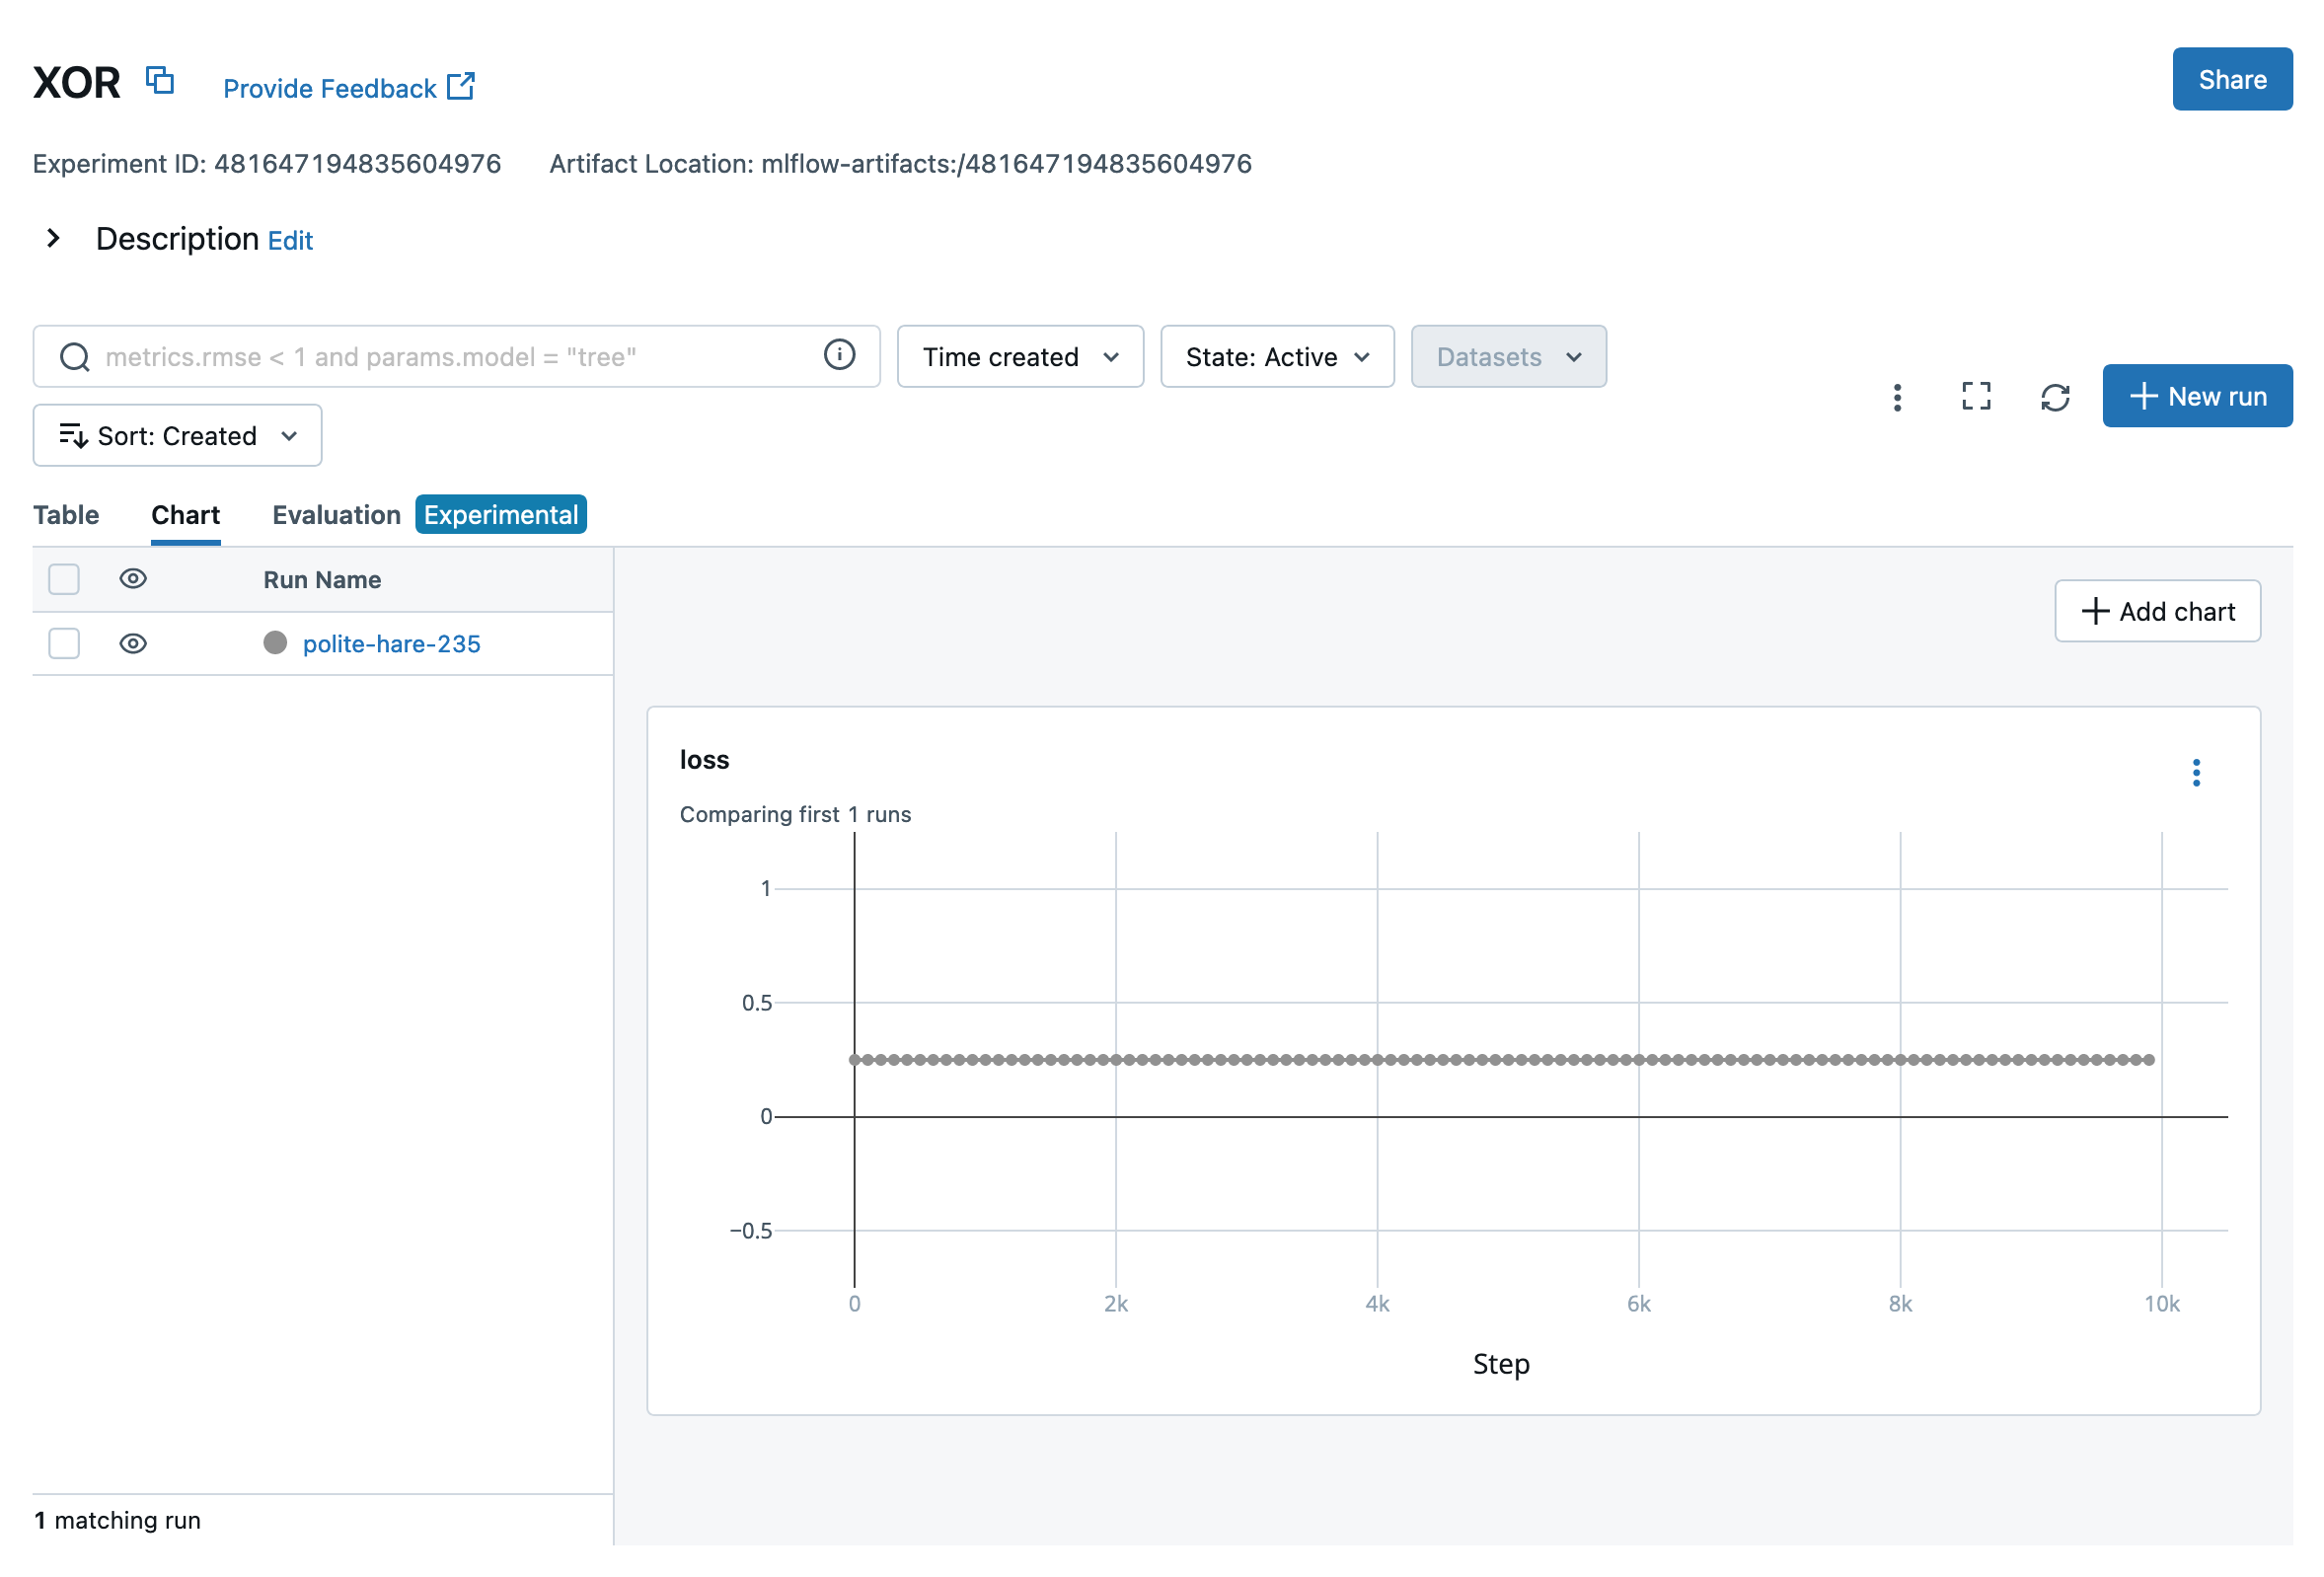 XOR
Provide Feedback
Share
Experiment ID: 481647194835604976 Artifact Location: mlflow-artifacts:/481647194835604976
Description Edit
metrics.rmse < 1 and params.model = "tree"
Time created
State: Active
Datasets
Sort: Created
New run
Table
Chart
Evaluation
Experimental
Run Name
polite-hare-235
1 matching run
Add chart
loss
Comparing first 1 runs
1
0.5
0
−0.5
0 2k 4k 6k 8k 10k
Step